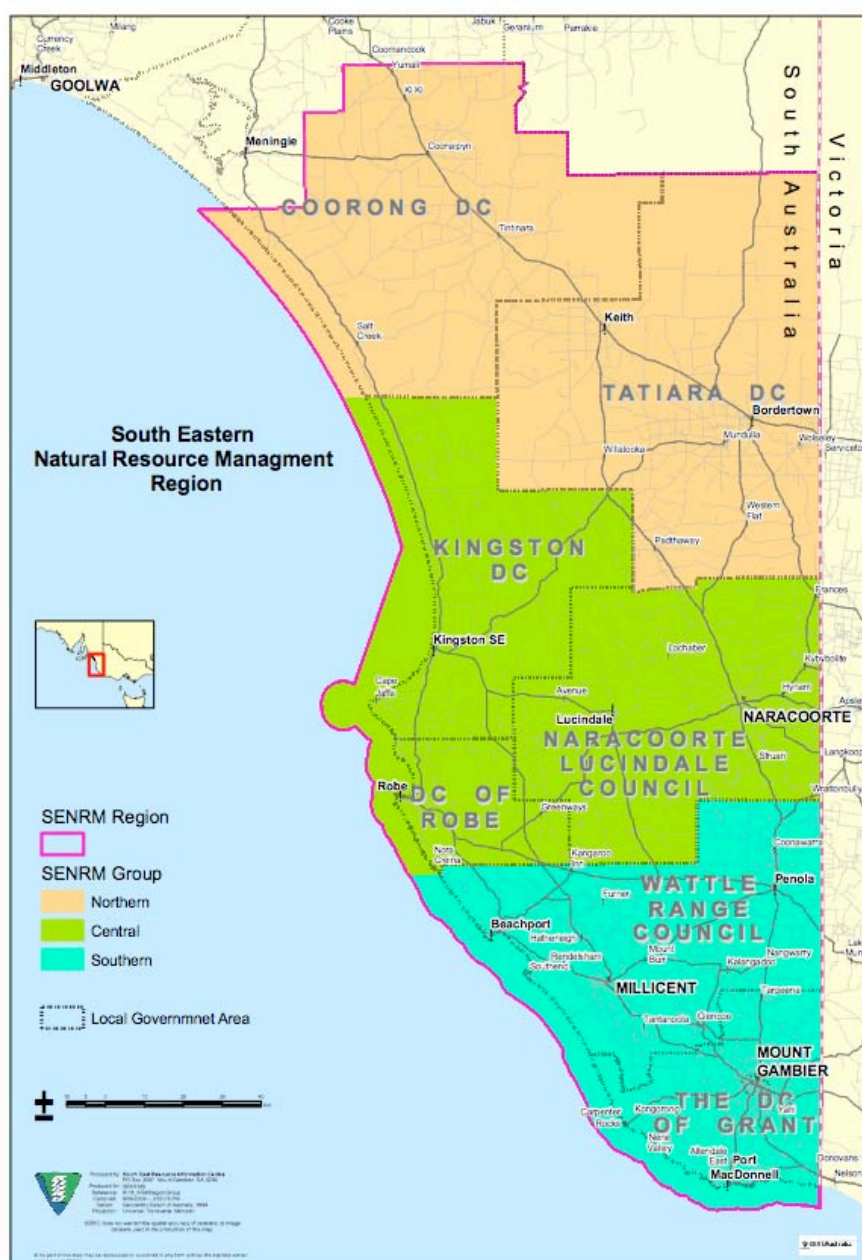 Milang
Currency
Creek
Middleton
GOOLWA
Cooke
Plains
Jabuk
Geranium
Parrakie
Coomandook
Yumali
Ki Ki
Meningie
Coonalpyn
COORONG DC
Tintinara
South Australia
Victoria
Salt
Creek
Keith
TATIARA DC
Bordertown
Mundulla
Wolseley
Serviceto
Willalooka
Western
Flat
Padthaway
South Eastern
Natural Resource Managment
Region
KINGSTON
DC
Frances
Kingston SE
Lochaber
Kybybolite
Cape
Jaffa
Avenue
Hynam
Apsley
Lucindale
NARACOORTE
NARACOORTE
LUCINDALE
COUNCIL
Struan
Langkoop
Wrattonbully
Robe
DC OF
ROBE
Greenways
SENRM Region
SENRM Group
Northern
Central
Southern
Local Governmnet Area
Nora
Creina
Kangaroo
Inn
Coonawarra
WATTLE
RANGE
COUNCIL
Penola
Furner
Beachport
Hatherleigh
Rendelsham
Southend
Mount
Burr
Kalangadoo
Nangwarry
MILLICENT
Tarpeena
Tantanoola
Glencoe
MOUNT
GAMBIER
THE DC
OF GRANT
Carpenter
Rocks
Kongorong
Yahl
Nene
Valley
Allendale
East
Port
MacDonnell
Donovans
Nelson